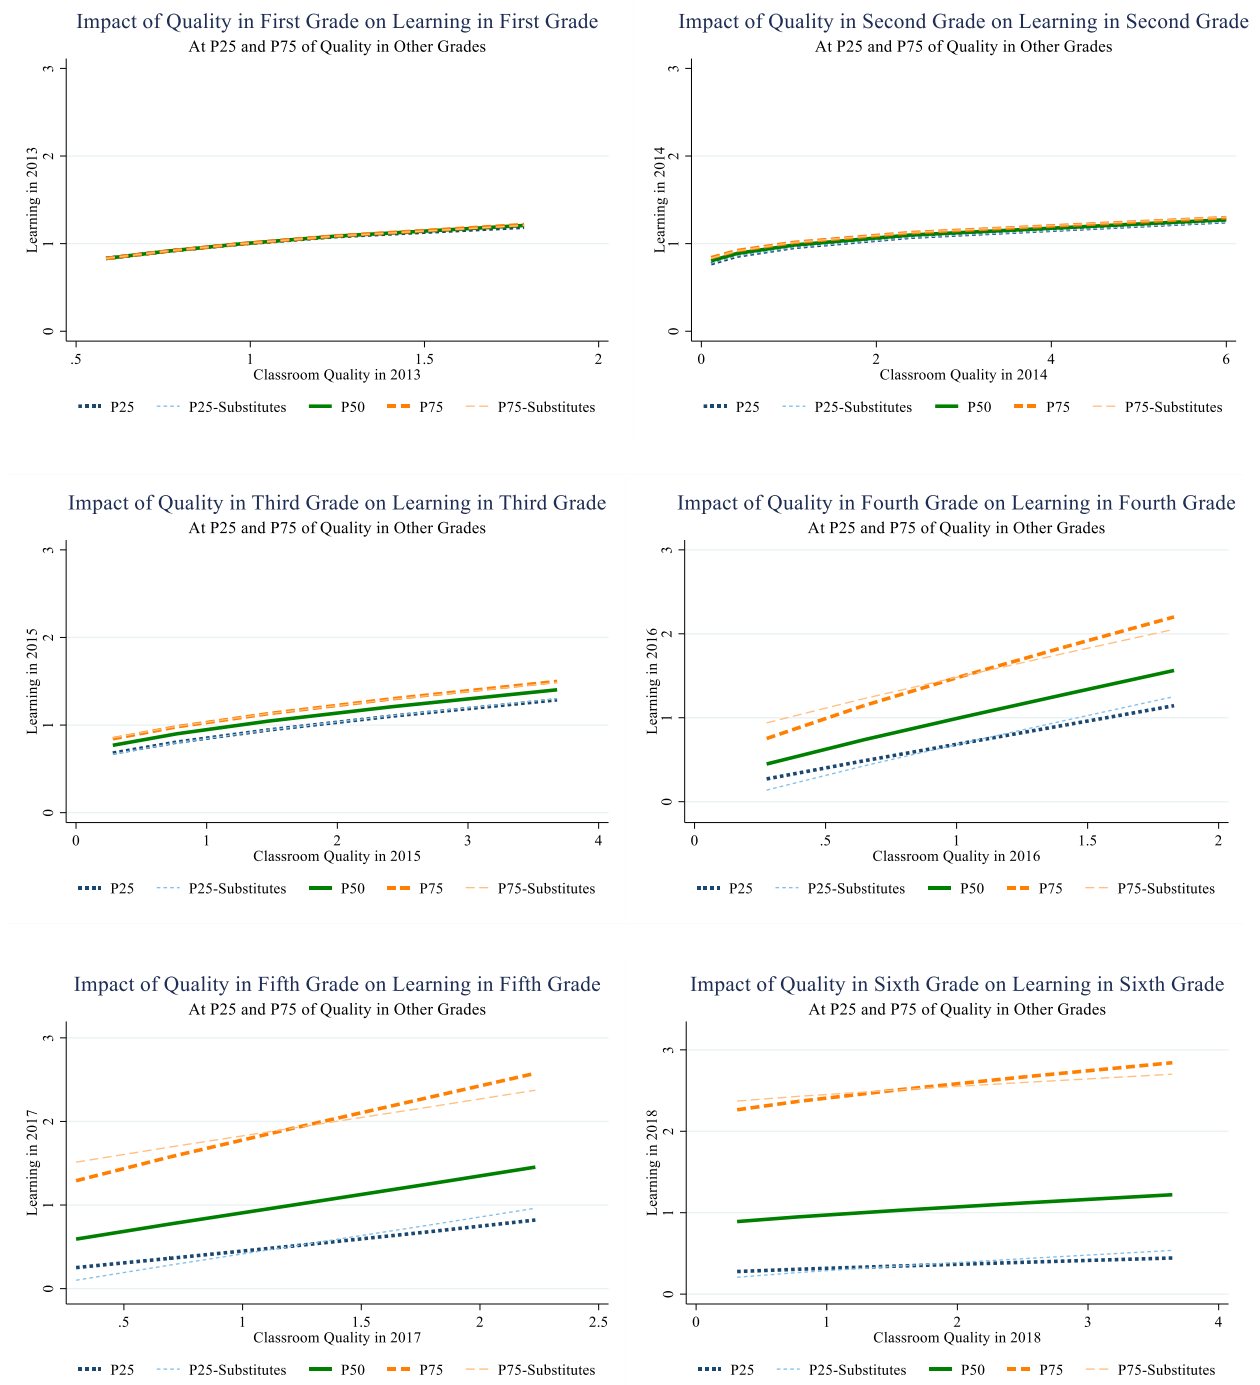 Impact of Quality in First Grade on Learning in First Grade
At P25 and P75 of Quality in Other Grades
Learning in 2013
3
2
1
0
.5 1 1.5 2
Classroom Quality in 2013
P25 P25-Substitutes P50 P75 P75-Substitutes
Impact of Quality in Second Grade on Learning in Second Grade
At P25 and P75 of Quality in Other Grades
Learning in 2014
3
2
1
0
0 2 4 6
Classroom Quality in 2014
P25 P25-Substitutes P50 P75 P75-Substitutes
Impact of Quality in Third Grade on Learning in Third Grade
At P25 and P75 of Quality in Other Grades
Learning in 2015
3
2
1
0
0 1 2 3 4
Classroom Quality in 2015
P25 P25-Substitutes P50 P75 P75-Substitutes
Impact of Quality in Fourth Grade on Learning in Fourth Grade
At P25 and P75 of Quality in Other Grades
Learning in 2016
3
2
1
0
0 .5 1 1.5 2
Classroom Quality in 2016
P25 P25-Substitutes P50 P75 P75-Substitutes
Impact of Quality in Fifth Grade on Learning in Fifth Grade
At P25 and P75 of Quality in Other Grades
Learning in 2017
3
2
1
0
.5 1 1.5 2 2.5
Classroom Quality in 2017
P25 P25-Substitutes P50 P75 P75-Substitutes
Impact of Quality in Sixth Grade on Learning in Sixth Grade
At P25 and P75 of Quality in Other Grades
Learning in 2018
3
2
1
0
0 1 2 3 4
Classroom Quality in 2018
P25 P25-Substitutes P50 P75 P75-Substitutes